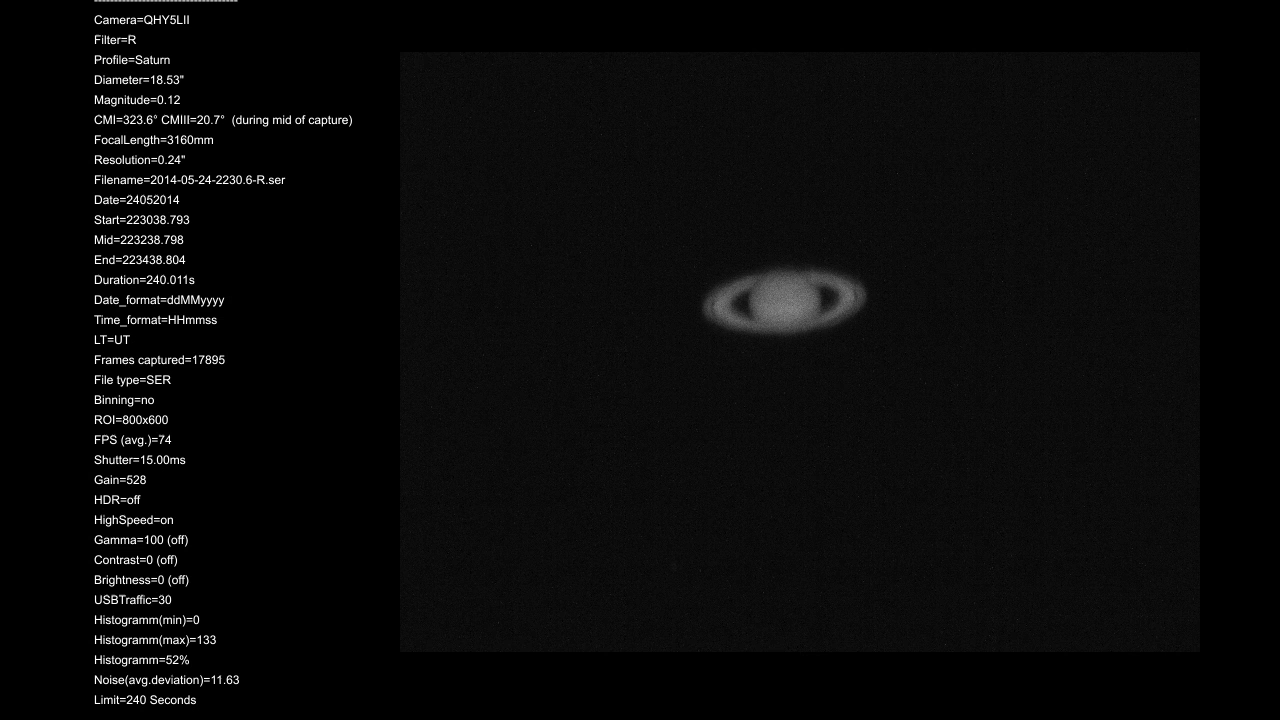 ------------------------------------
Camera=QHY5LII
Filter=R
Profile=Saturn
Diameter=18.53"
Magnitude=0.12
CMI=323.6° CMIII=20.7°  (during mid of capture)
FocalLength=3160mm
Resolution=0.24"
Filename=2014-05-24-2230.6-R.ser
Date=24052014
Start=223038.793
Mid=223238.798
End=223438.804
Duration=240.011s
Date_format=ddMMyyyy
Time_format=HHmmss
LT=UT
Frames captured=17895
File type=SER
Binning=no
ROI=800x600
FPS (avg.)=74
Shutter=15.00ms
Gain=528
HDR=off
HighSpeed=on
Gamma=100 (off)
Contrast=0 (off)
Brightness=0 (off)
USBTraffic=30
Histogramm(min)=0
Histogramm(max)=133
Histogramm=52%
Noise(avg.deviation)=11.63
Limit=240 Seconds